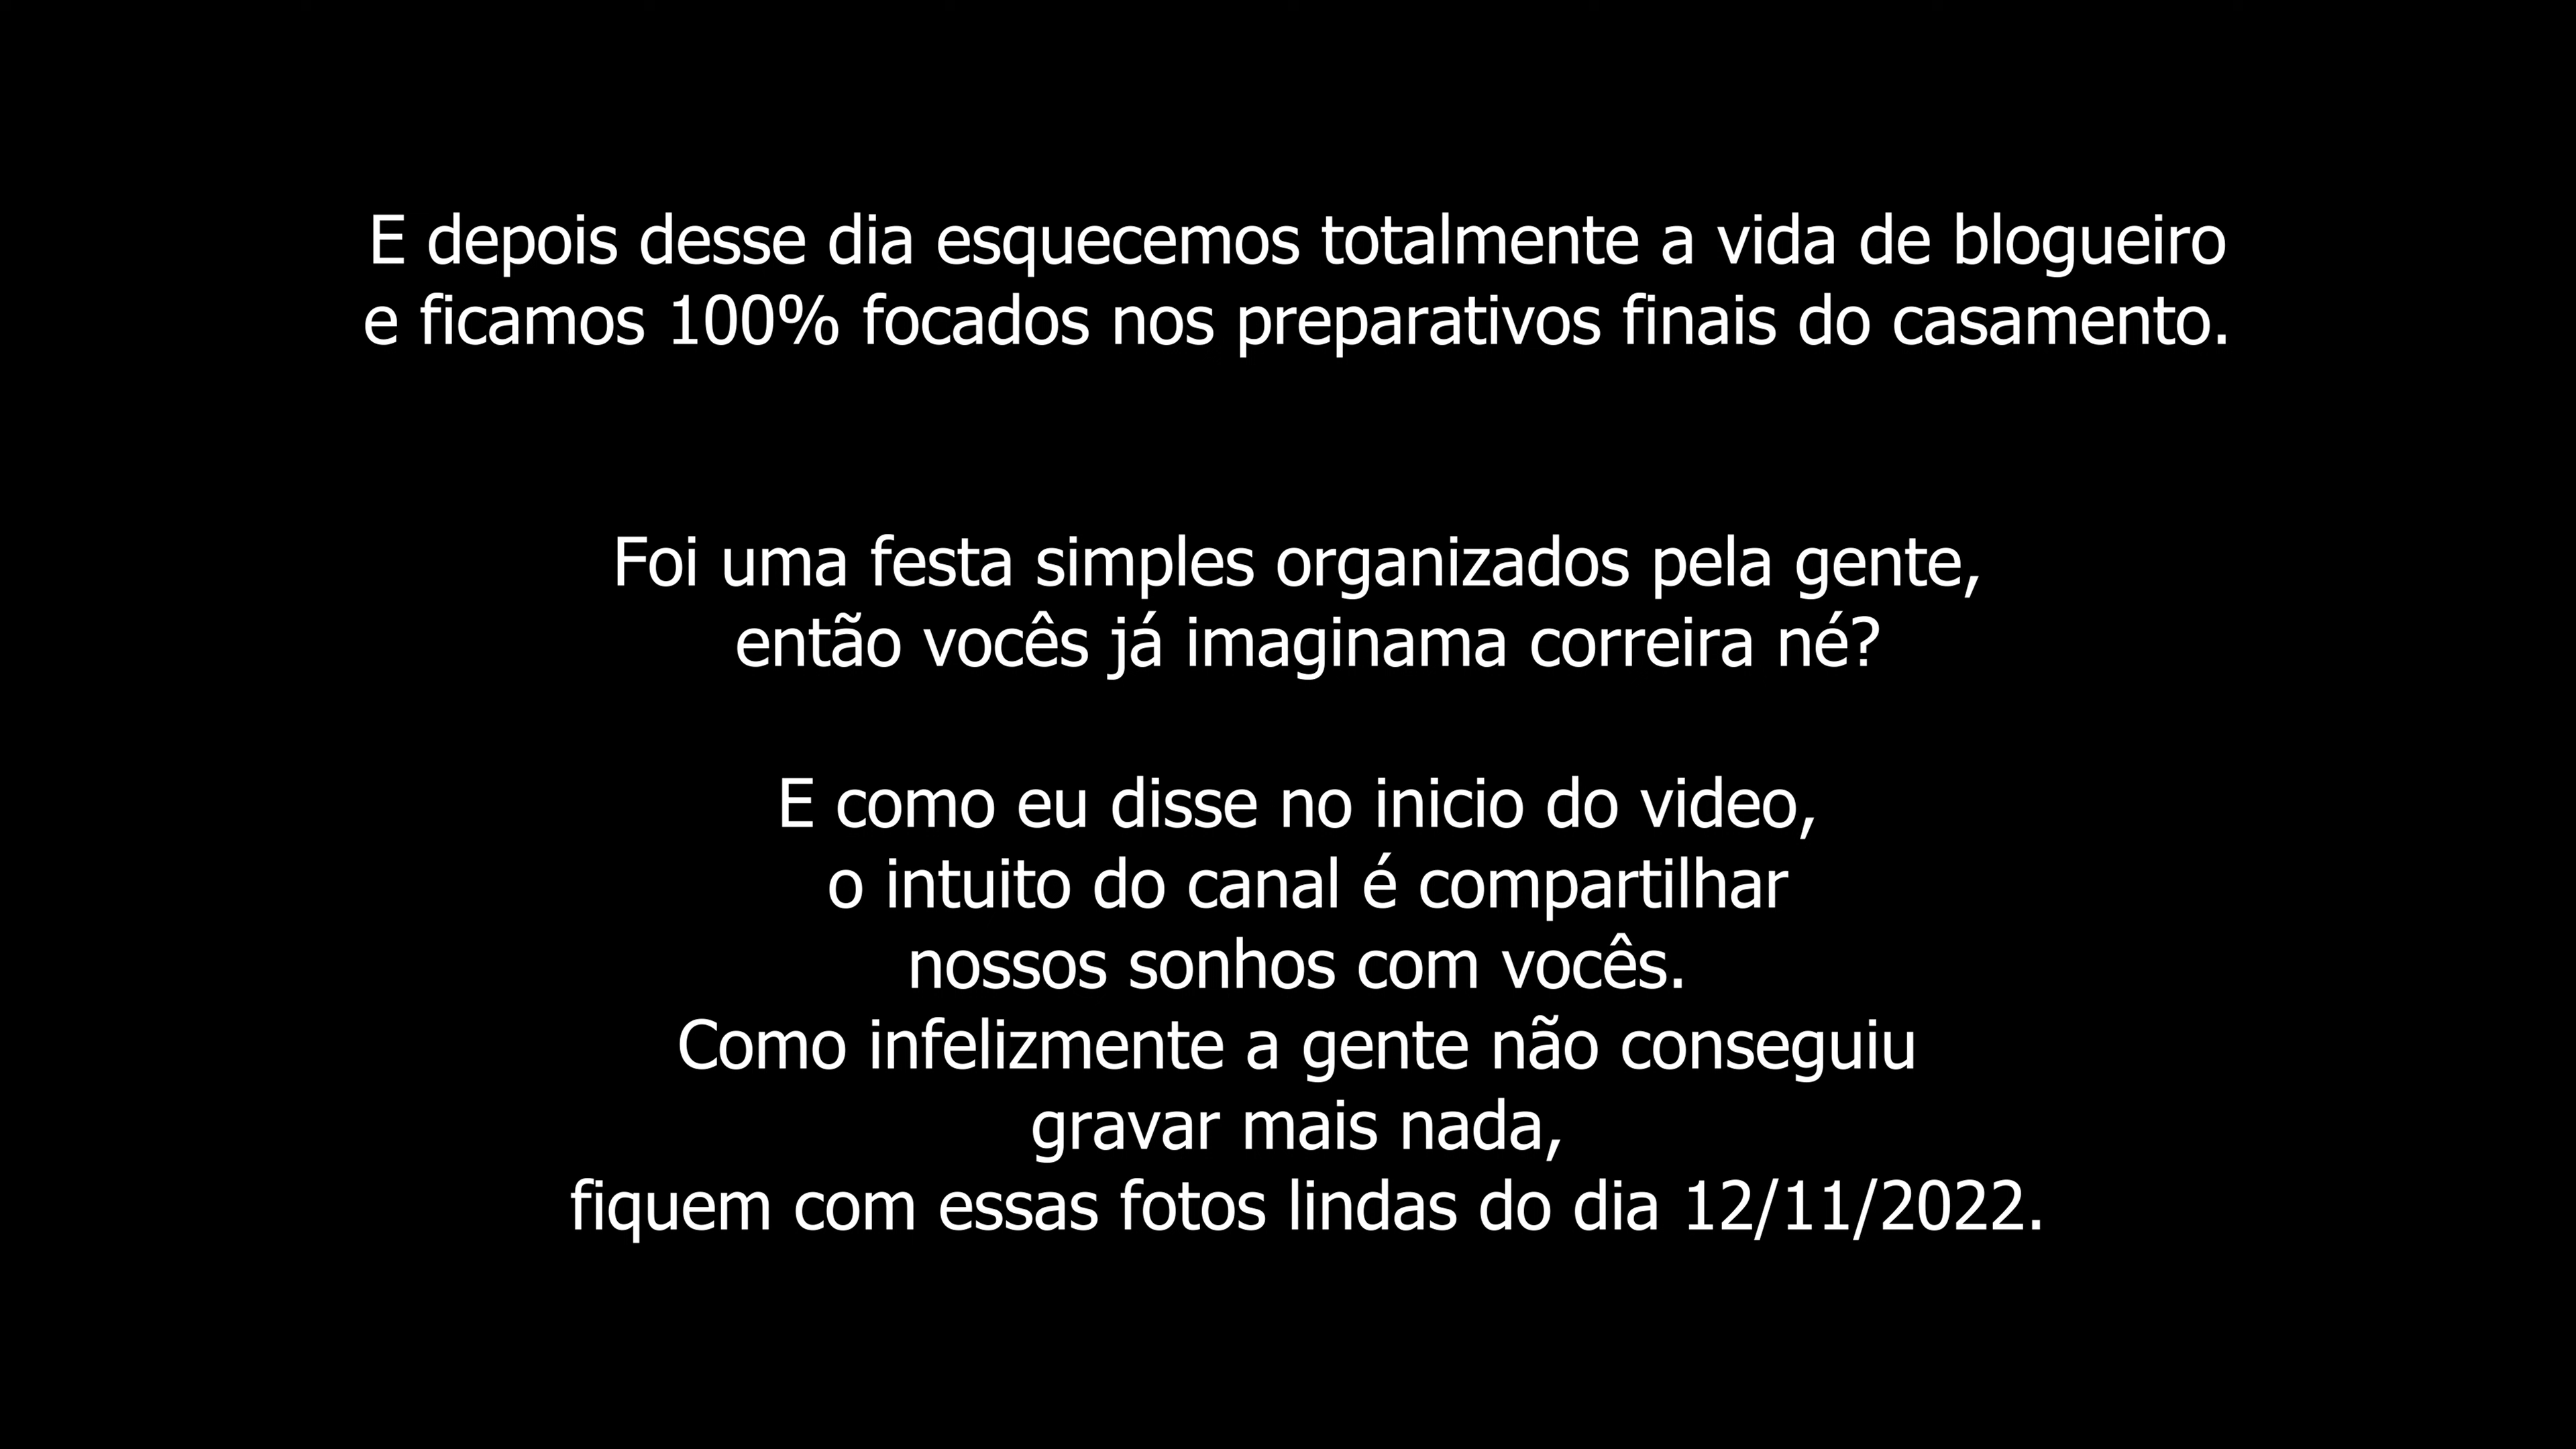 E depois desse dia esquecemos totalmente a vida de blogueiro
e ficamos 100% focados nos preparativos finais do casamento.
Foi uma festa simples organizados pela gente,
então vocês já imaginama correira né?
E como eu disse no inicio do video,
o intuito do canal é compartilhar
nossos sonhos com vocês.
Como infelizmente a gente não conseguiu
gravar mais nada,
fiquem com essas fotos lindas do dia 12/11/2022.